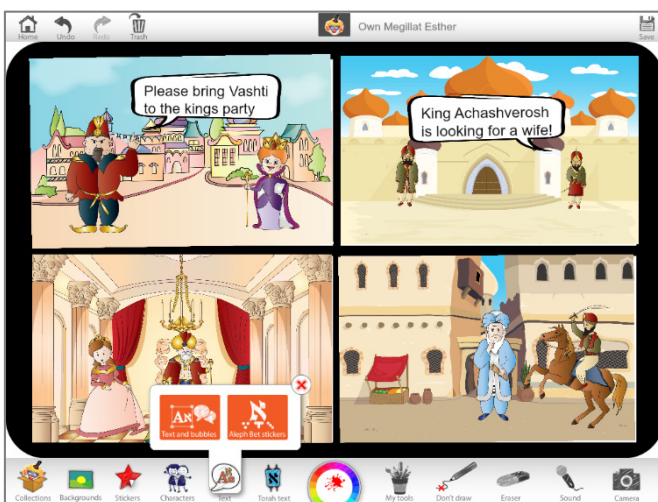 Own Megillat Esther
Home
Undo
Redo
Trash
Save
Please bring Vashti
to the kings party
King Achashverosh
is looking for a wife!
Aא
Text and bubbles
א
Aleph Bet stickers
Collections
Backgrounds
Stickers
Characters
Text
Torah text
My tools
Don't draw
Eraser
Sound
Camera